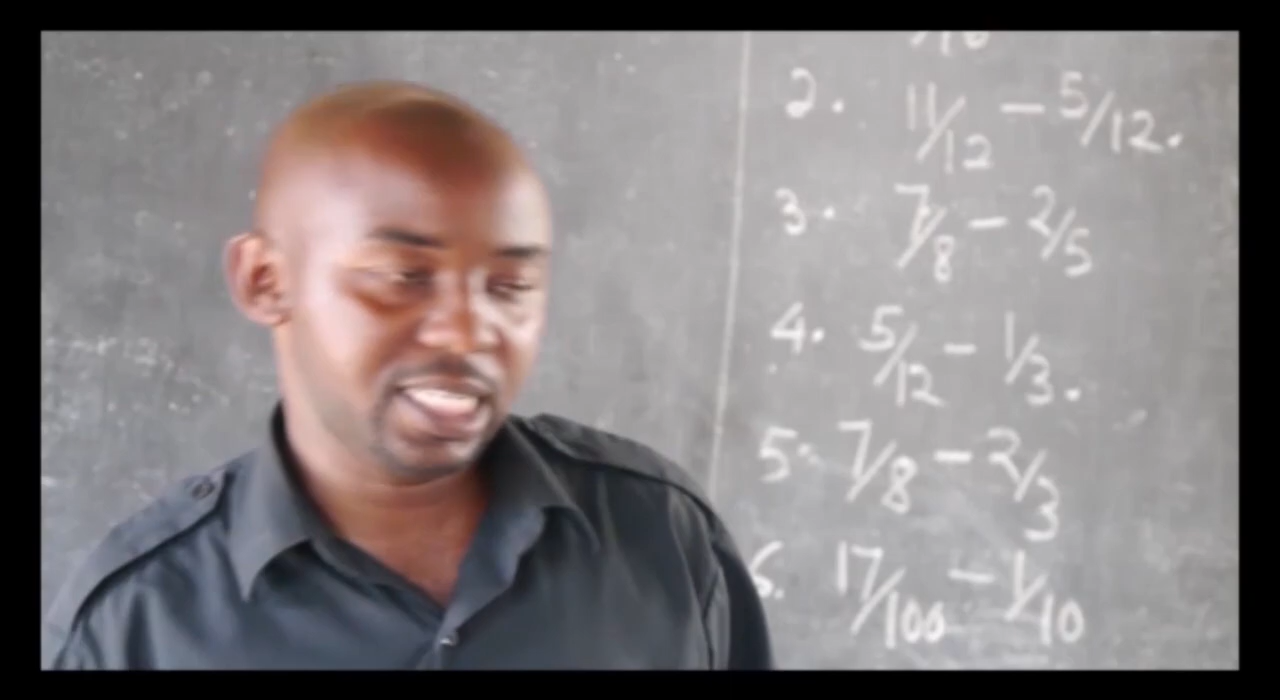 2. 11/12 - 5/12.
3. 7/8 - 2/5
4. 5/12 - 1/3.
5. 7/8 - 2/3
6. 17/100 - 1/10